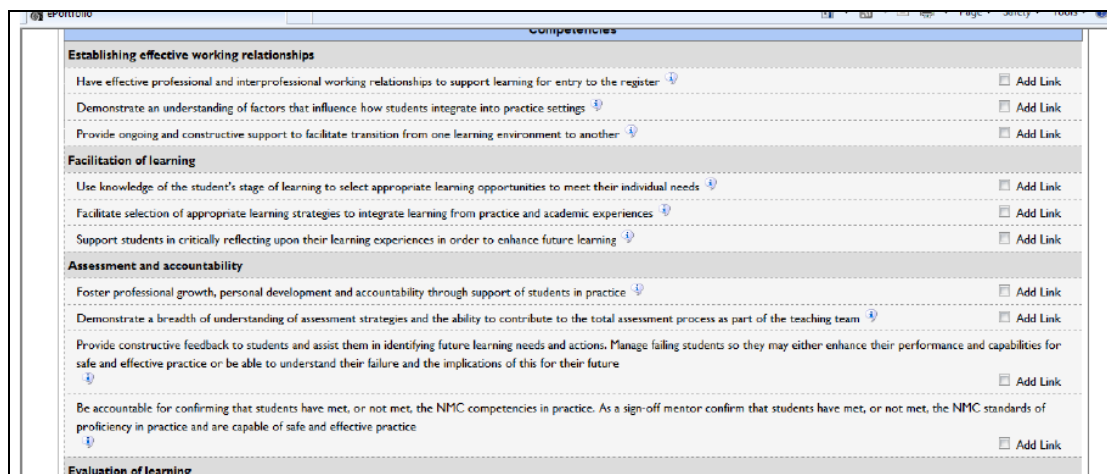 ePortfolio
Page Safety Tools
Competencies
Establishing effective working relationships
Have effective professional and interprofessional working relationships to support learning for entry to the register Add Link
Demonstrate an understanding of factors that influence how students integrate into practice settings Add Link
Provide ongoing and constructive support to facilitate transition from one learning environment to another Add Link
Facilitation of learning
Use knowledge of the student's stage of learning to select appropriate learning opportunities to meet their individual needs Add Link
Facilitate selection of appropriate learning strategies to integrate learning from practice and academic experiences Add Link
Support students in critically reflecting upon their learning experiences in order to enhance future learning Add Link
Assessment and accountability
Foster professional growth, personal development and accountability through support of students in practice Add Link
Demonstrate a breadth of understanding of assessment strategies and the ability to contribute to the total assessment process as part of the teaching team Add Link
Provide constructive feedback to students and assist them in identifying future learning needs and actions. Manage failing students so they may either enhance their performance and capabilities for
safe and effective practice or be able to understand their failure and the implications of this for their future
Add Link
Be accountable for confirming that students have met, or not met, the NMC competencies in practice. As a sign-off mentor confirm that students have met, or not met, the NMC standards of
proficiency in practice and are capable of safe and effective practice
Add Link
Evaluation of learning